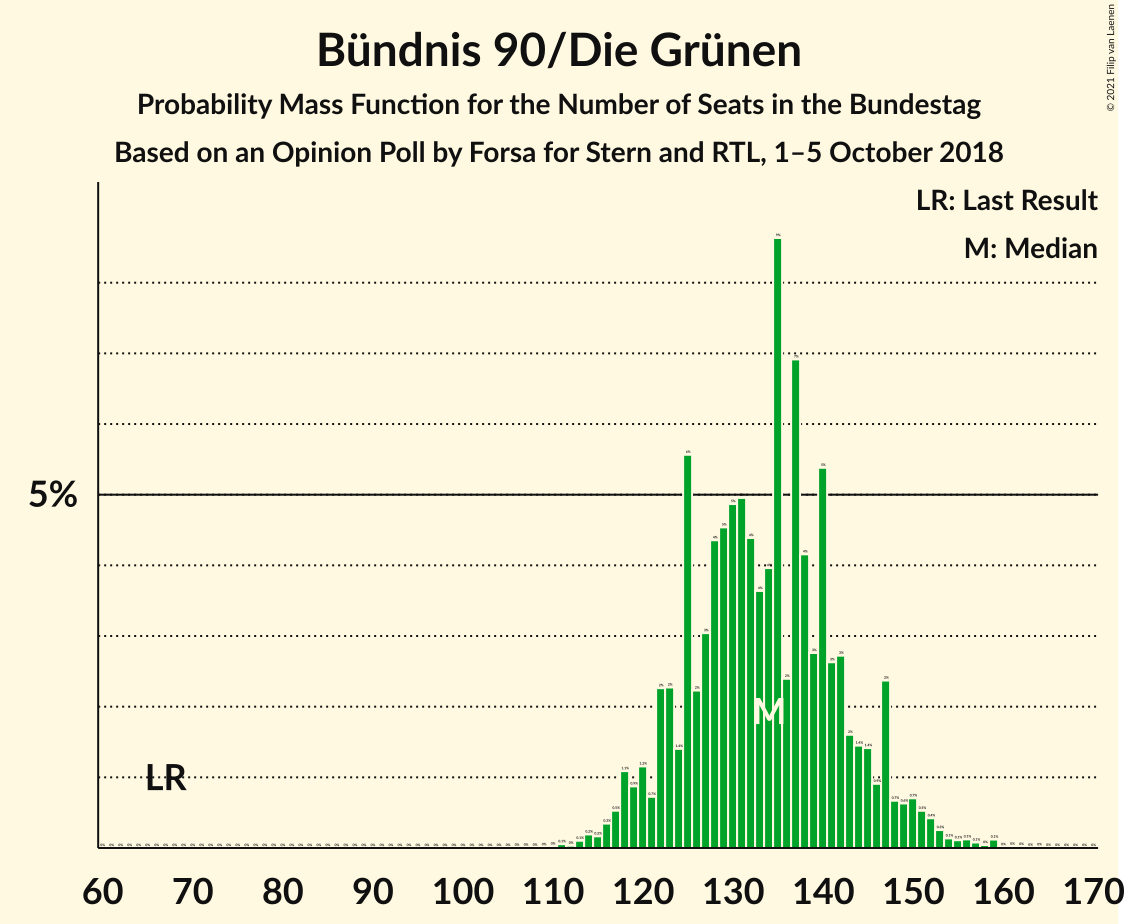 Bündnis 90/Die Grünen
Probability Mass Function for the Number of Seats in the Bundestag
Based on an Opinion Poll by Forsa for Stern and RTL, 1–5 October 2018
© 2021 Filip van Laenen
LR: Last Result
M: Median
5%
LR
M
60 70 80 90 100 110 120 130 140 150 160 170